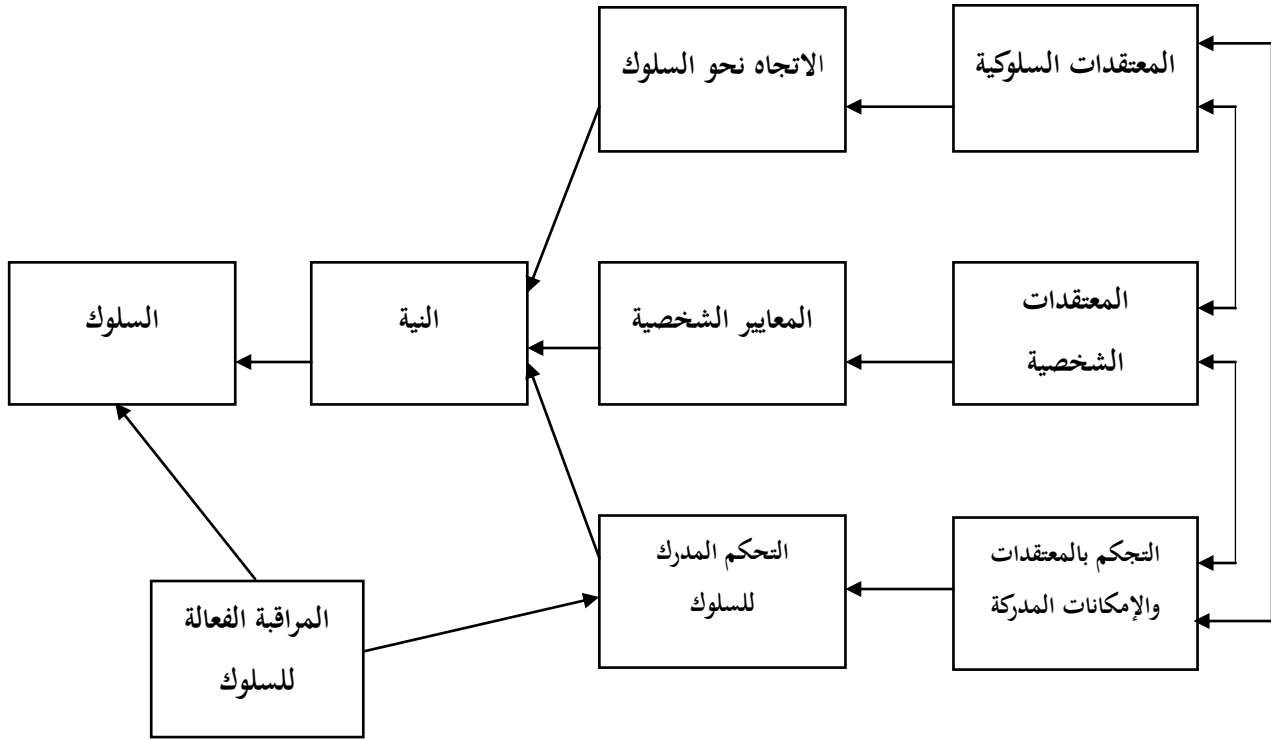 المعتقدات السلوكية
الاتجاه نحو السلوك
المعتقدات
الشخصية
المعايير الشخصية
النية
السلوك
التجكم بالمعتقدات
والإمكانات المدركة
التحكم المدرك
للسلوك
المراقبة الفعالة
للسلوك